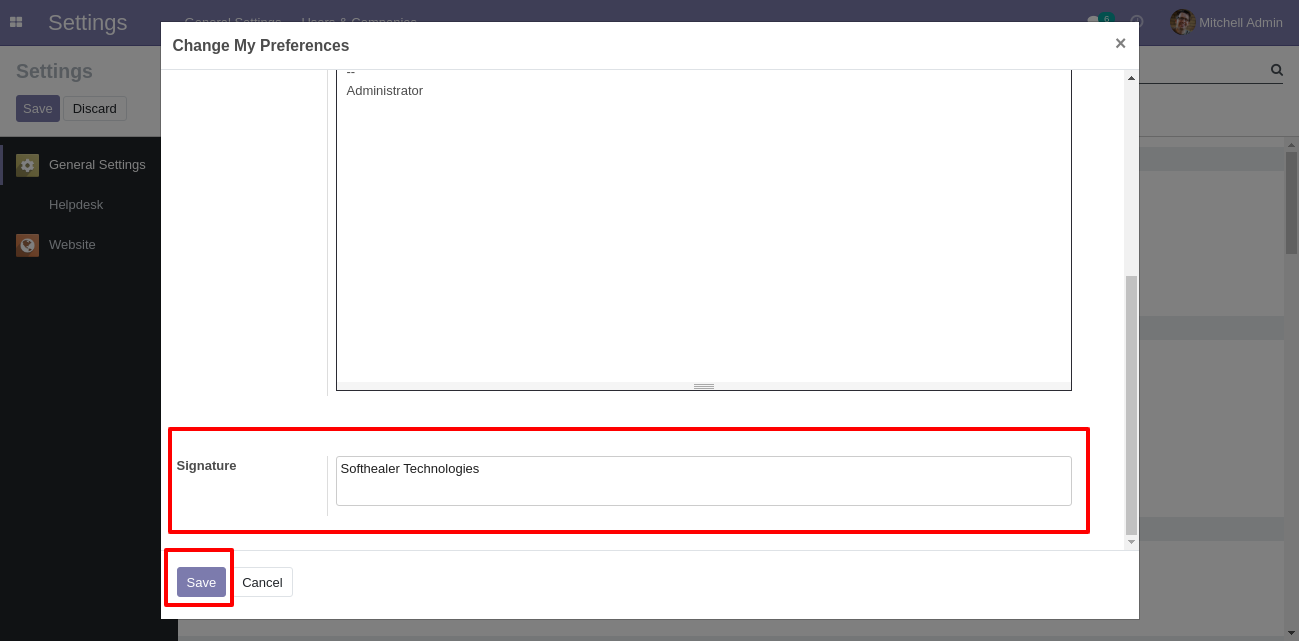 Settings
General Settings Users & Companies
6
Mitchell Admin
Change My Preferences
×
Settings
Save
Discard
--
Administrator
General Settings
Helpdesk
Website
Signature
Softhealer Technologies
Save
Cancel